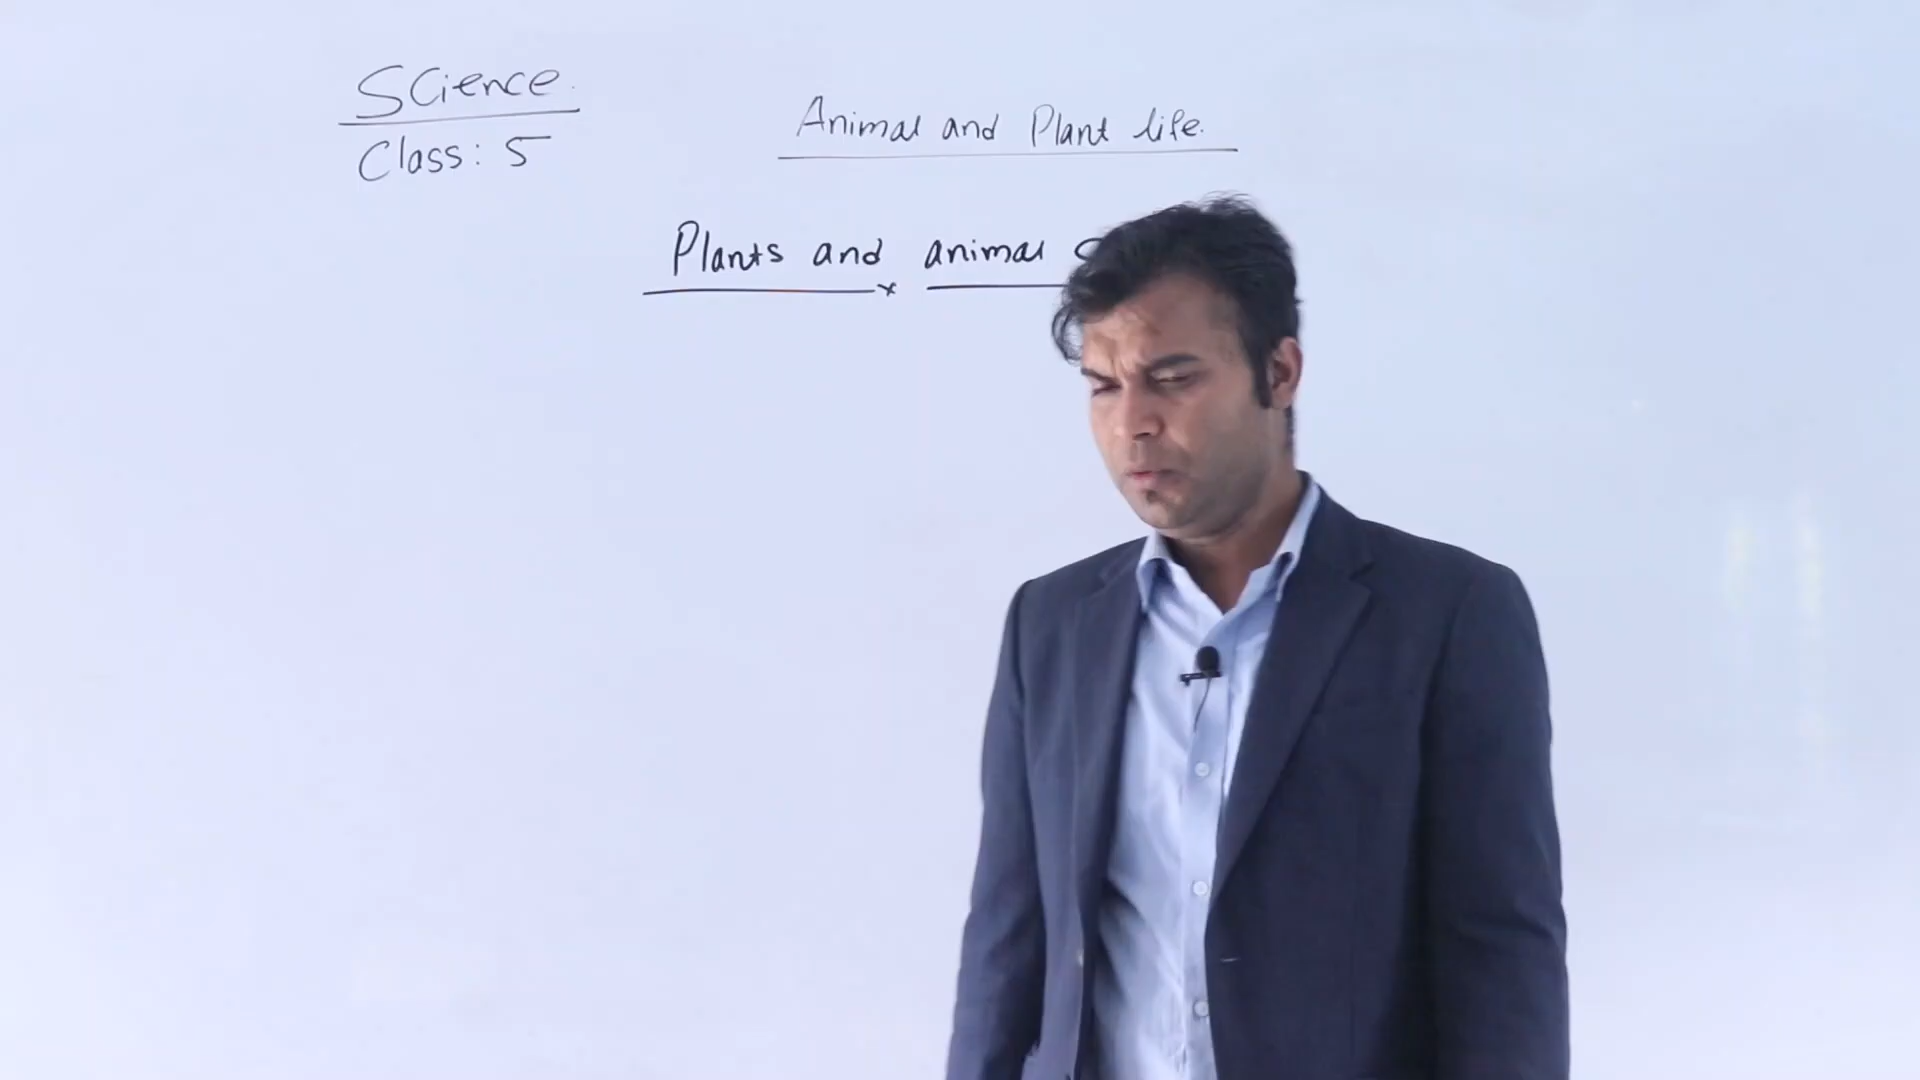 Science.
Class: 5
Animal and Plant life.
Plants and animal